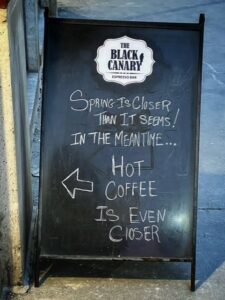 THE
BLACK
CANARY
ESPRESSO BAR
SPRING IS CLOSER
THAN IT SEEMS!
IN THE MEANTIME...
HOT
COFFEE
IS EVEN
CLOSER